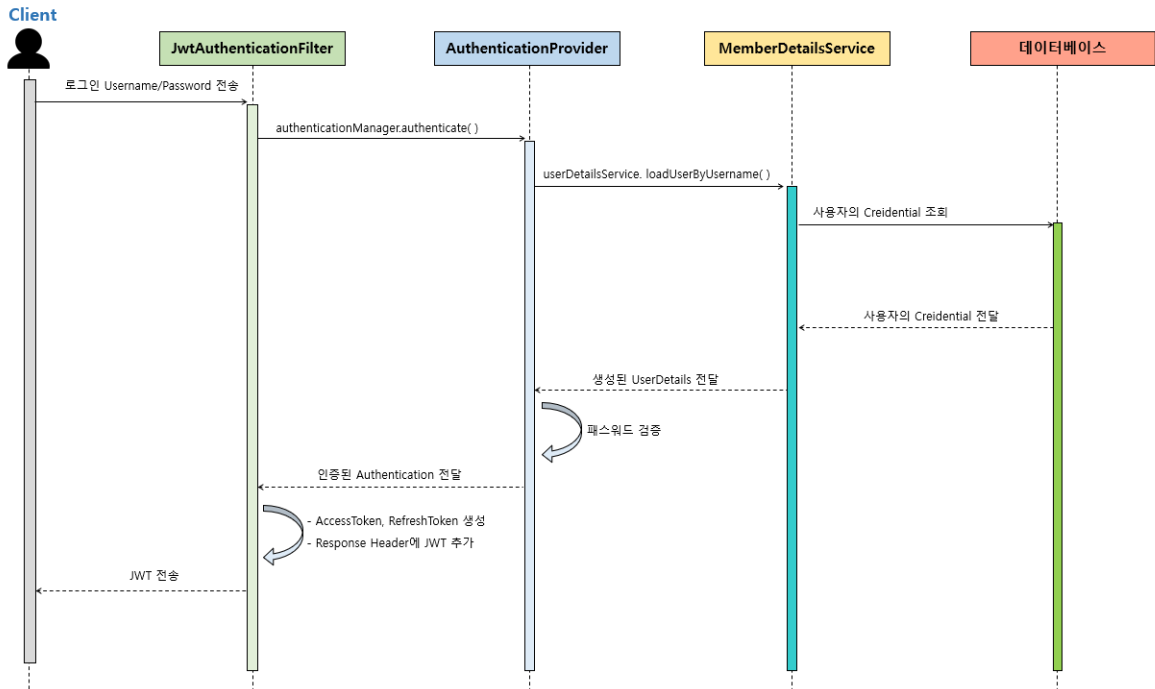 Client
JwtAuthenticationFilter
AuthenticationProvider
MemberDetailsService
데이터베이스
로그인 Username/Password 전송
authenticationManager.authenticate( )
userDetailsService. loadUserByUsername( )
사용자의 Creidential 조회
사용자의 Creidential 전달
생성된 UserDetails 전달
패스워드 검증
인증된 Authentication 전달
- AccessToken, RefreshToken 생성
- Response Header에 JWT 추가
JWT 전송